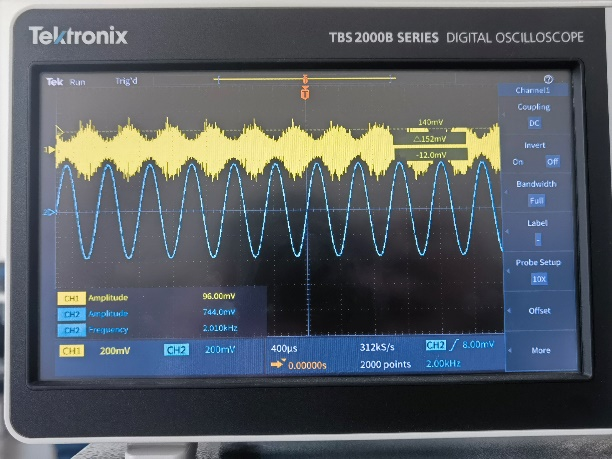 Tektronix
TBS 2000B SERIES DIGITAL OSCILLOSCOPE
Tek Run Trig'd
Channel1
Coupling
DC
Invert
On Off
Bandwidth
Full
Label
-
Probe Setup
10X
Offset
More
T
140mV
△152mV
-12.0mV
1
2
CH1 Amplitude 96.00mV
CH2 Amplitude 744.0mV
CH2 Frequency 2.010kHz
CH1 200mV CH2 200mV 400µs 312kS/s CH2 8.00mV
0.00000s 2000 points 2.00kHz